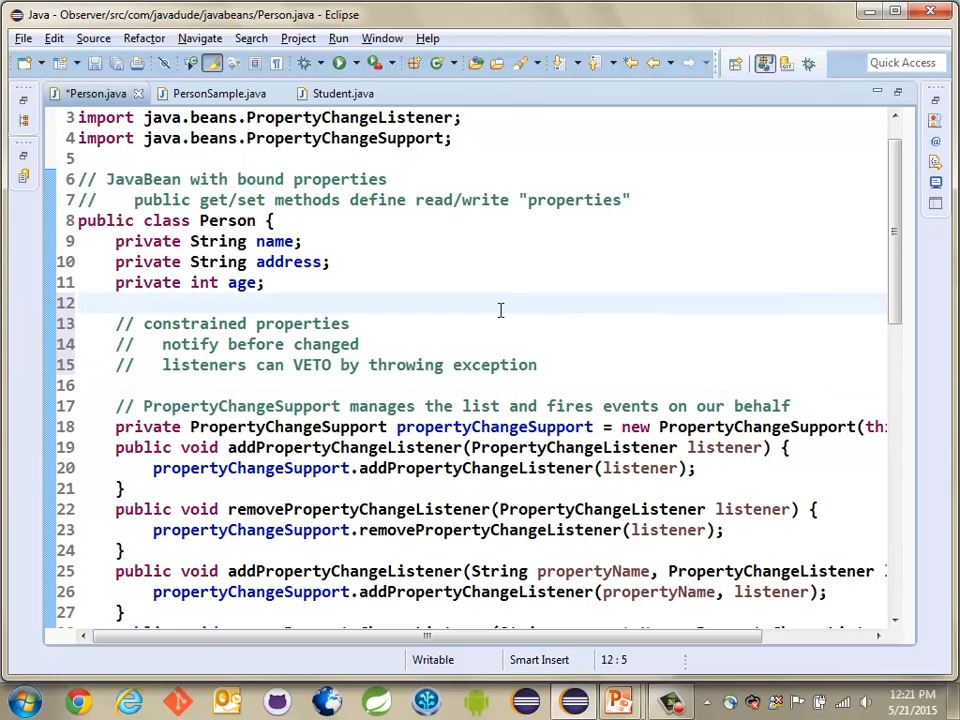 Java - Observer/src/com/javadude/javabeans/Person.java - Eclipse
File Edit Source Refactor Navigate Search Project Run Window Help
Quick Access
*Person.java PersonSample.java Student.java
3 import java.beans.PropertyChangeListener;
4 import java.beans.PropertyChangeSupport;
5
6 // JavaBean with bound properties
7 //    public get/set methods define read/write "properties"
8 public class Person {
9     private String name;
10     private String address;
11     private int age;
12
13     // constrained properties
14     //   notify before changed
15     //   listeners can VETO by throwing exception
16
17     // PropertyChangeSupport manages the list and fires events on our behalf
18     private PropertyChangeSupport propertyChangeSupport = new PropertyChangeSupport(thi
19     public void addPropertyChangeListener(PropertyChangeListener listener) {
20         propertyChangeSupport.addPropertyChangeListener(listener);
21     }
22     public void removePropertyChangeListener(PropertyChangeListener listener) {
23         propertyChangeSupport.removePropertyChangeListener(listener);
24     }
25     public void addPropertyChangeListener(String propertyName, PropertyChangeListener
26         propertyChangeSupport.addPropertyChangeListener(propertyName, listener);
27     }
Writable Smart Insert 12 : 5
12:21 PM
5/21/2015